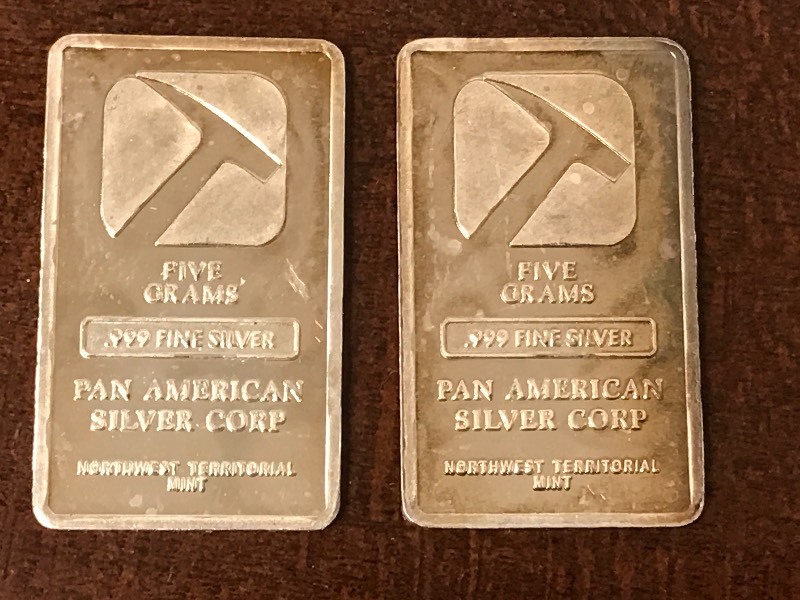 FIVE
GRAMS
.999 FINE SILVER
PAN AMERICAN
SILVER CORP
NORTHWEST TERRITORIAL
MINT
FIVE
GRAMS
.999 FINE SILVER
PAN AMERICAN
SILVER CORP
NORTHWEST TERRITORIAL
MINT